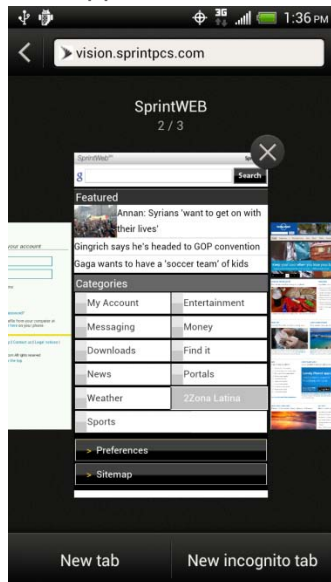 3G
1:36 PM
vision.sprintpcs.com
SprintWEB
2 / 3
SprintWeb
g Search
Featured
Annan: Syrians 'want to get on with
their lives'
Gingrich says he's headed to GOP convention
Gaga wants to have a 'soccer team' of kids
Categories
My Account Entertainment
Messaging Money
Downloads Find it
News Portals
Weather 2Zona Latina
Sports
> Preferences
> Sitemap
your account
New tab New incognito tab